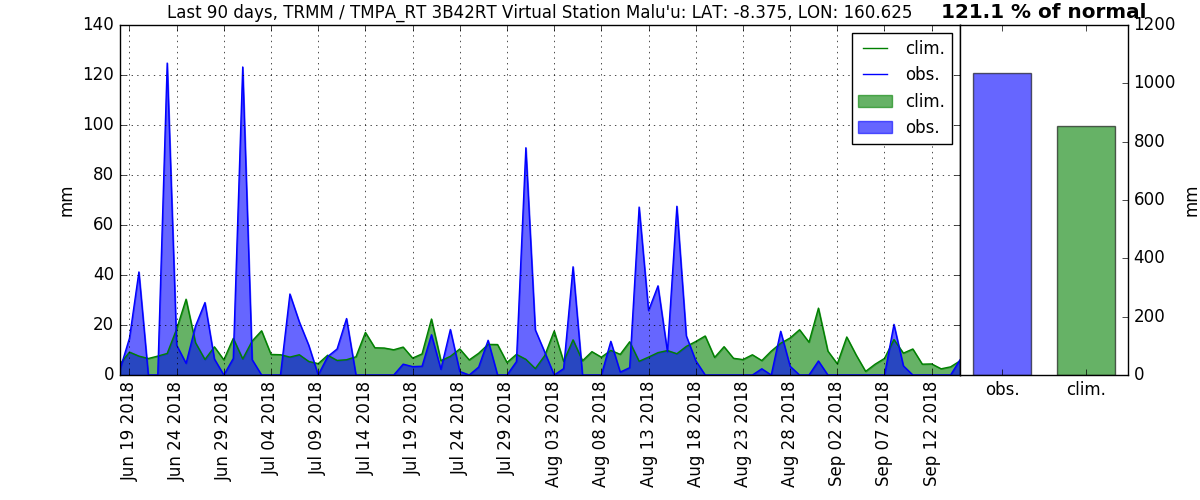 Last 90 days, TRMM / TMPA_RT 3B42RT Virtual Station Malu'u: LAT: -8.375, LON: 160.625
121.1 % of normal
mm
140
120
100
80
60
40
20
0
clim.
obs.
clim.
obs.
1200
1000
800
600
400
200
0
mm
Jun 19 2018
Jun 24 2018
Jun 29 2018
Jul 04 2018
Jul 09 2018
Jul 14 2018
Jul 19 2018
Jul 24 2018
Jul 29 2018
Aug 03 2018
Aug 08 2018
Aug 13 2018
Aug 18 2018
Aug 23 2018
Aug 28 2018
Sep 02 2018
Sep 07 2018
Sep 12 2018
obs.
clim.